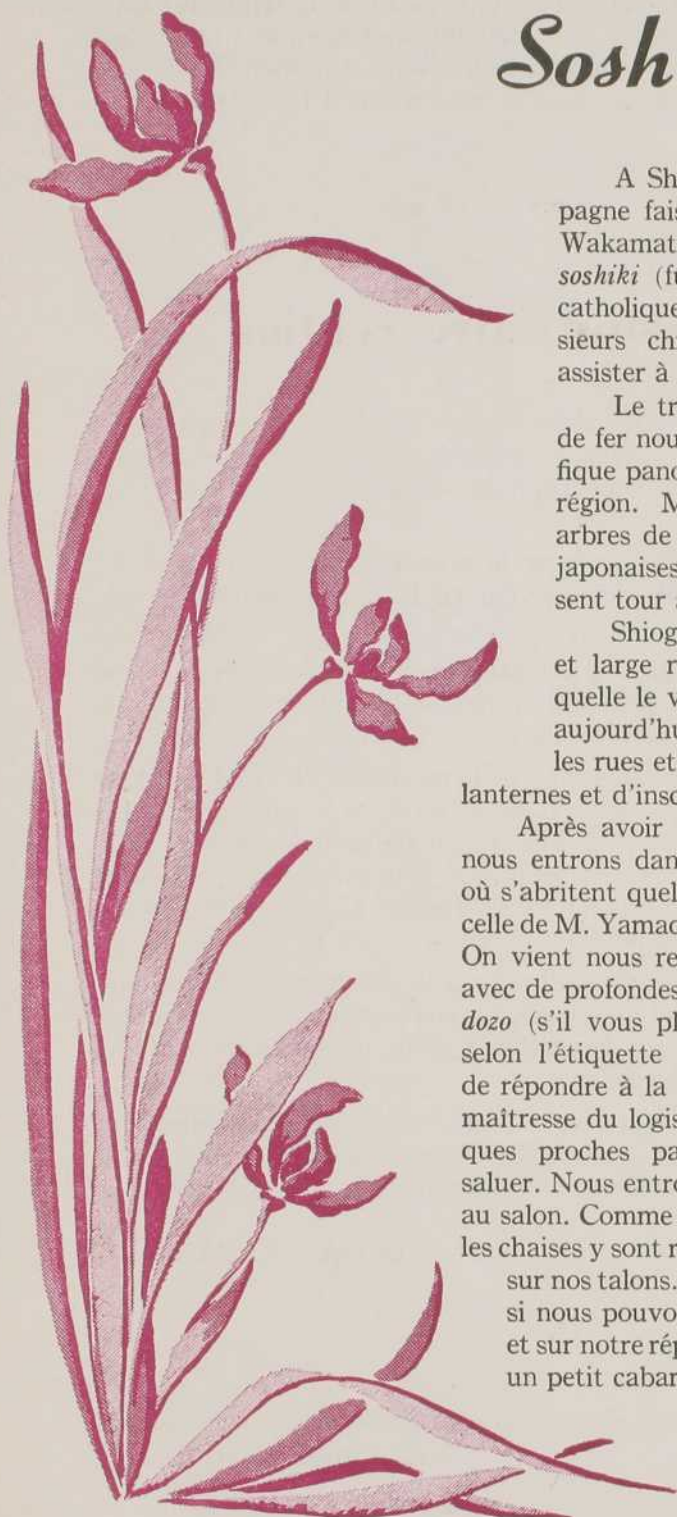 Sosh
A Sh
pagne fais
Wakamat
soshiki (fu
catholique
sieurs ch
assister à
Le tr
de fer nou
fique pano
région. M
arbres de
japonaises
sent tour
Shiog
et large r
quelle le v
aujourd'hu
les rues et
lanternes et d'insc
Après avoir
nous entrons dan
où s'abritent quel
celle de M. Yamad
On vient nous re
avec de profondes
dozo (s'il vous pl
selon l'étiquette
de répondre à la
maîtresse du logis
ques proches pa
saluer. Nous entro
au salon. Comme
les chaises y sont r
sur nos talons.
si nous pouvo
et sur notre rép
un petit cabar